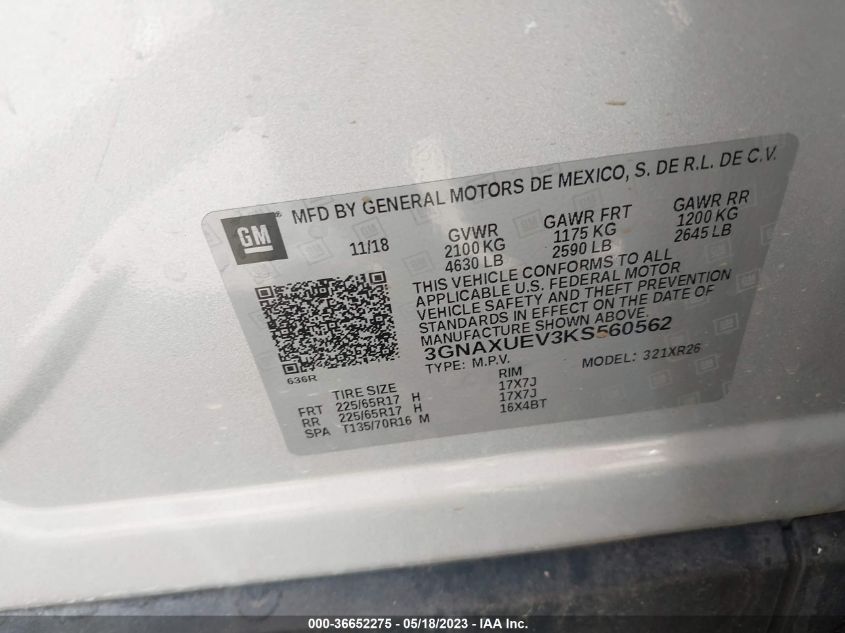 GM ®
MFD BY GENERAL MOTORS DE MEXICO, S. DE R.L. DE C.V.
11/18 GVWR GAWR FRT GAWR RR
2100 KG 1175 KG 1200 KG
4630 LB 2590 LB 2645 LB
THIS VEHICLE CONFORMS TO ALL
APPLICABLE U.S. FEDERAL MOTOR
VEHICLE SAFETY AND THEFT PREVENTION
STANDARDS IN EFFECT ON THE DATE OF
MANUFACTURE SHOWN ABOVE.
3GNAXUEV3KS560562
TYPE: M.P.V. MODEL: 321XR26
636R
TIRE SIZE RIM
FRT 225/65R17 H 17X7J
RR 225/65R17 H 17X7J
SPA T135/70R16 M 16X4BT
000-36652275 - 05/18/2023 - IAA Inc.